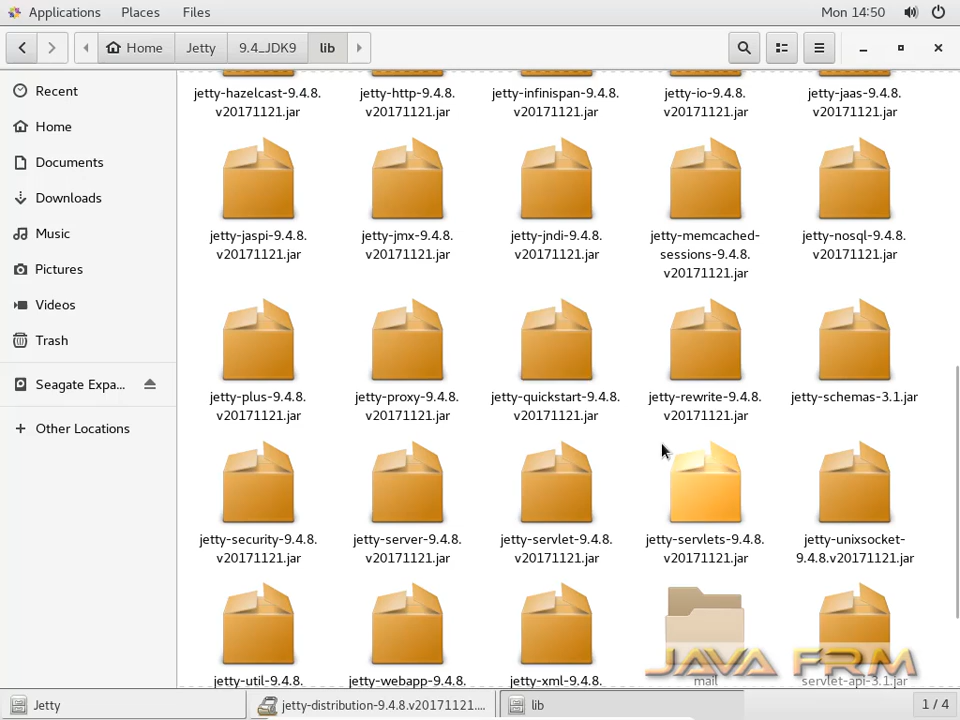 Applications Places Files Mon 14:50
Home Jetty 9.4_JDK9 lib
Recent
Home
Documents
Downloads
Music
Pictures
Videos
Trash
Seagate Expa...
Other Locations
jetty-hazelcast-9.4.8.
v20171121.jar
jetty-http-9.4.8.
v20171121.jar
jetty-infinispan-9.4.8.
v20171121.jar
jetty-io-9.4.8.
v20171121.jar
jetty-jaas-9.4.8.
v20171121.jar
jetty-jaspi-9.4.8.
v20171121.jar
jetty-jmx-9.4.8.
v20171121.jar
jetty-jndi-9.4.8.
v20171121.jar
jetty-memcached-
sessions-9.4.8.
v20171121.jar
jetty-nosql-9.4.8.
v20171121.jar
jetty-plus-9.4.8.
v20171121.jar
jetty-proxy-9.4.8.
v20171121.jar
jetty-quickstart-9.4.8.
v20171121.jar
jetty-rewrite-9.4.8.
v20171121.jar
jetty-schemas-3.1.jar
jetty-security-9.4.8.
v20171121.jar
jetty-server-9.4.8.
v20171121.jar
jetty-servlet-9.4.8.
v20171121.jar
jetty-servlets-9.4.8.
v20171121.jar
jetty-unixsocket-
9.4.8.v20171121.jar
jetty-util-9.4.8.
jetty-webapp-9.4.8.
jetty-xml-9.4.8.
mail
servlet-api-3.1.jar
JAVA FRM
Jetty jetty-distribution-9.4.8.v20171121.... lib 1 / 4